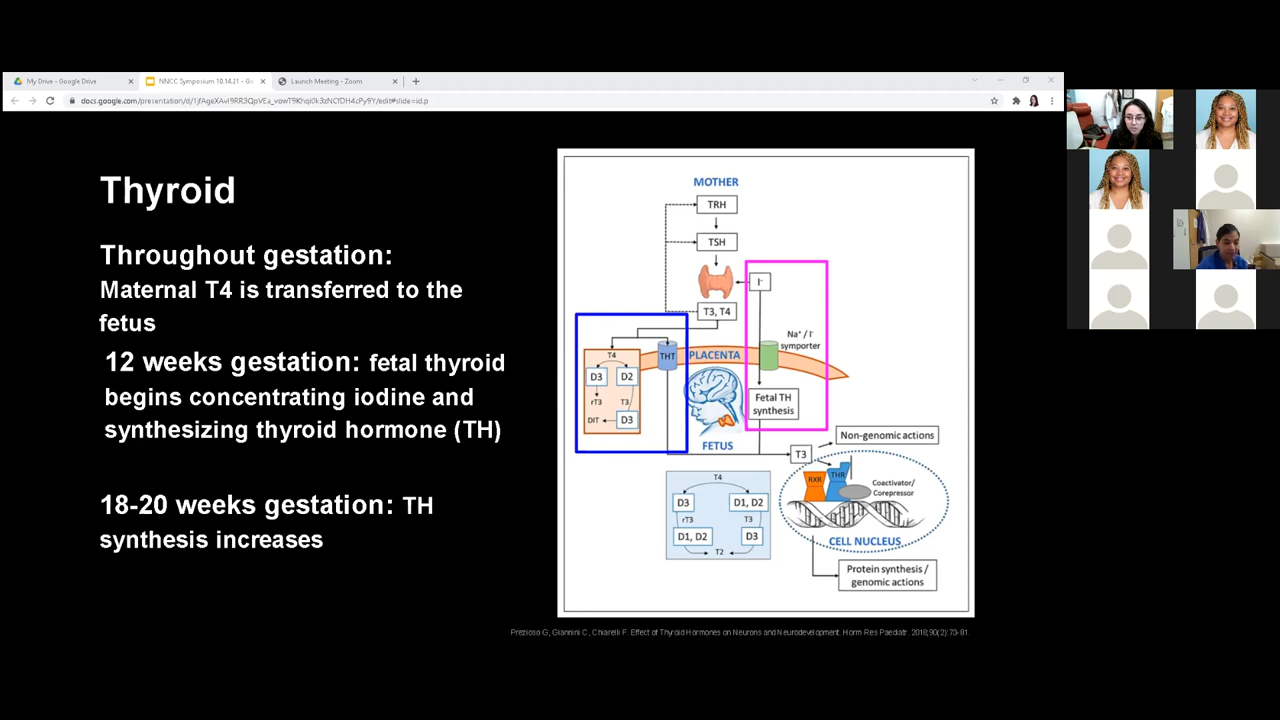 My Drive - Google Drive
NNCC Symposium 10.14.21 - Go
Launch Meeting - Zoom
Thyroid
Throughout gestation:
Maternal T4 is transferred to the
fetus
12 weeks gestation: fetal thyroid
begins concentrating iodine and
synthesizing thyroid hormone (TH)
18-20 weeks gestation: TH
synthesis increases
MOTHER
TRH
TSH
I-
T3, T4
Na+ / I-
symporter
T4
THT
PLACENTA
D3
D2
rT3
T3
DIT
D3
Fetal TH
synthesis
FETUS
Non-genomic actions
T3
RXR
THR
Coactivator/
Corepressor
T4
D3
D1, D2
rT3
T3
D1, D2
D3
T2
CELL NUCLEUS
Protein synthesis /
genomic actions
Prezioso G, Giannini C, Chiarelli F. Effect of Thyroid Hormones on Neurons and Neurodevelopment. Horm Res Paediatr. 2018;90(2):73-81.